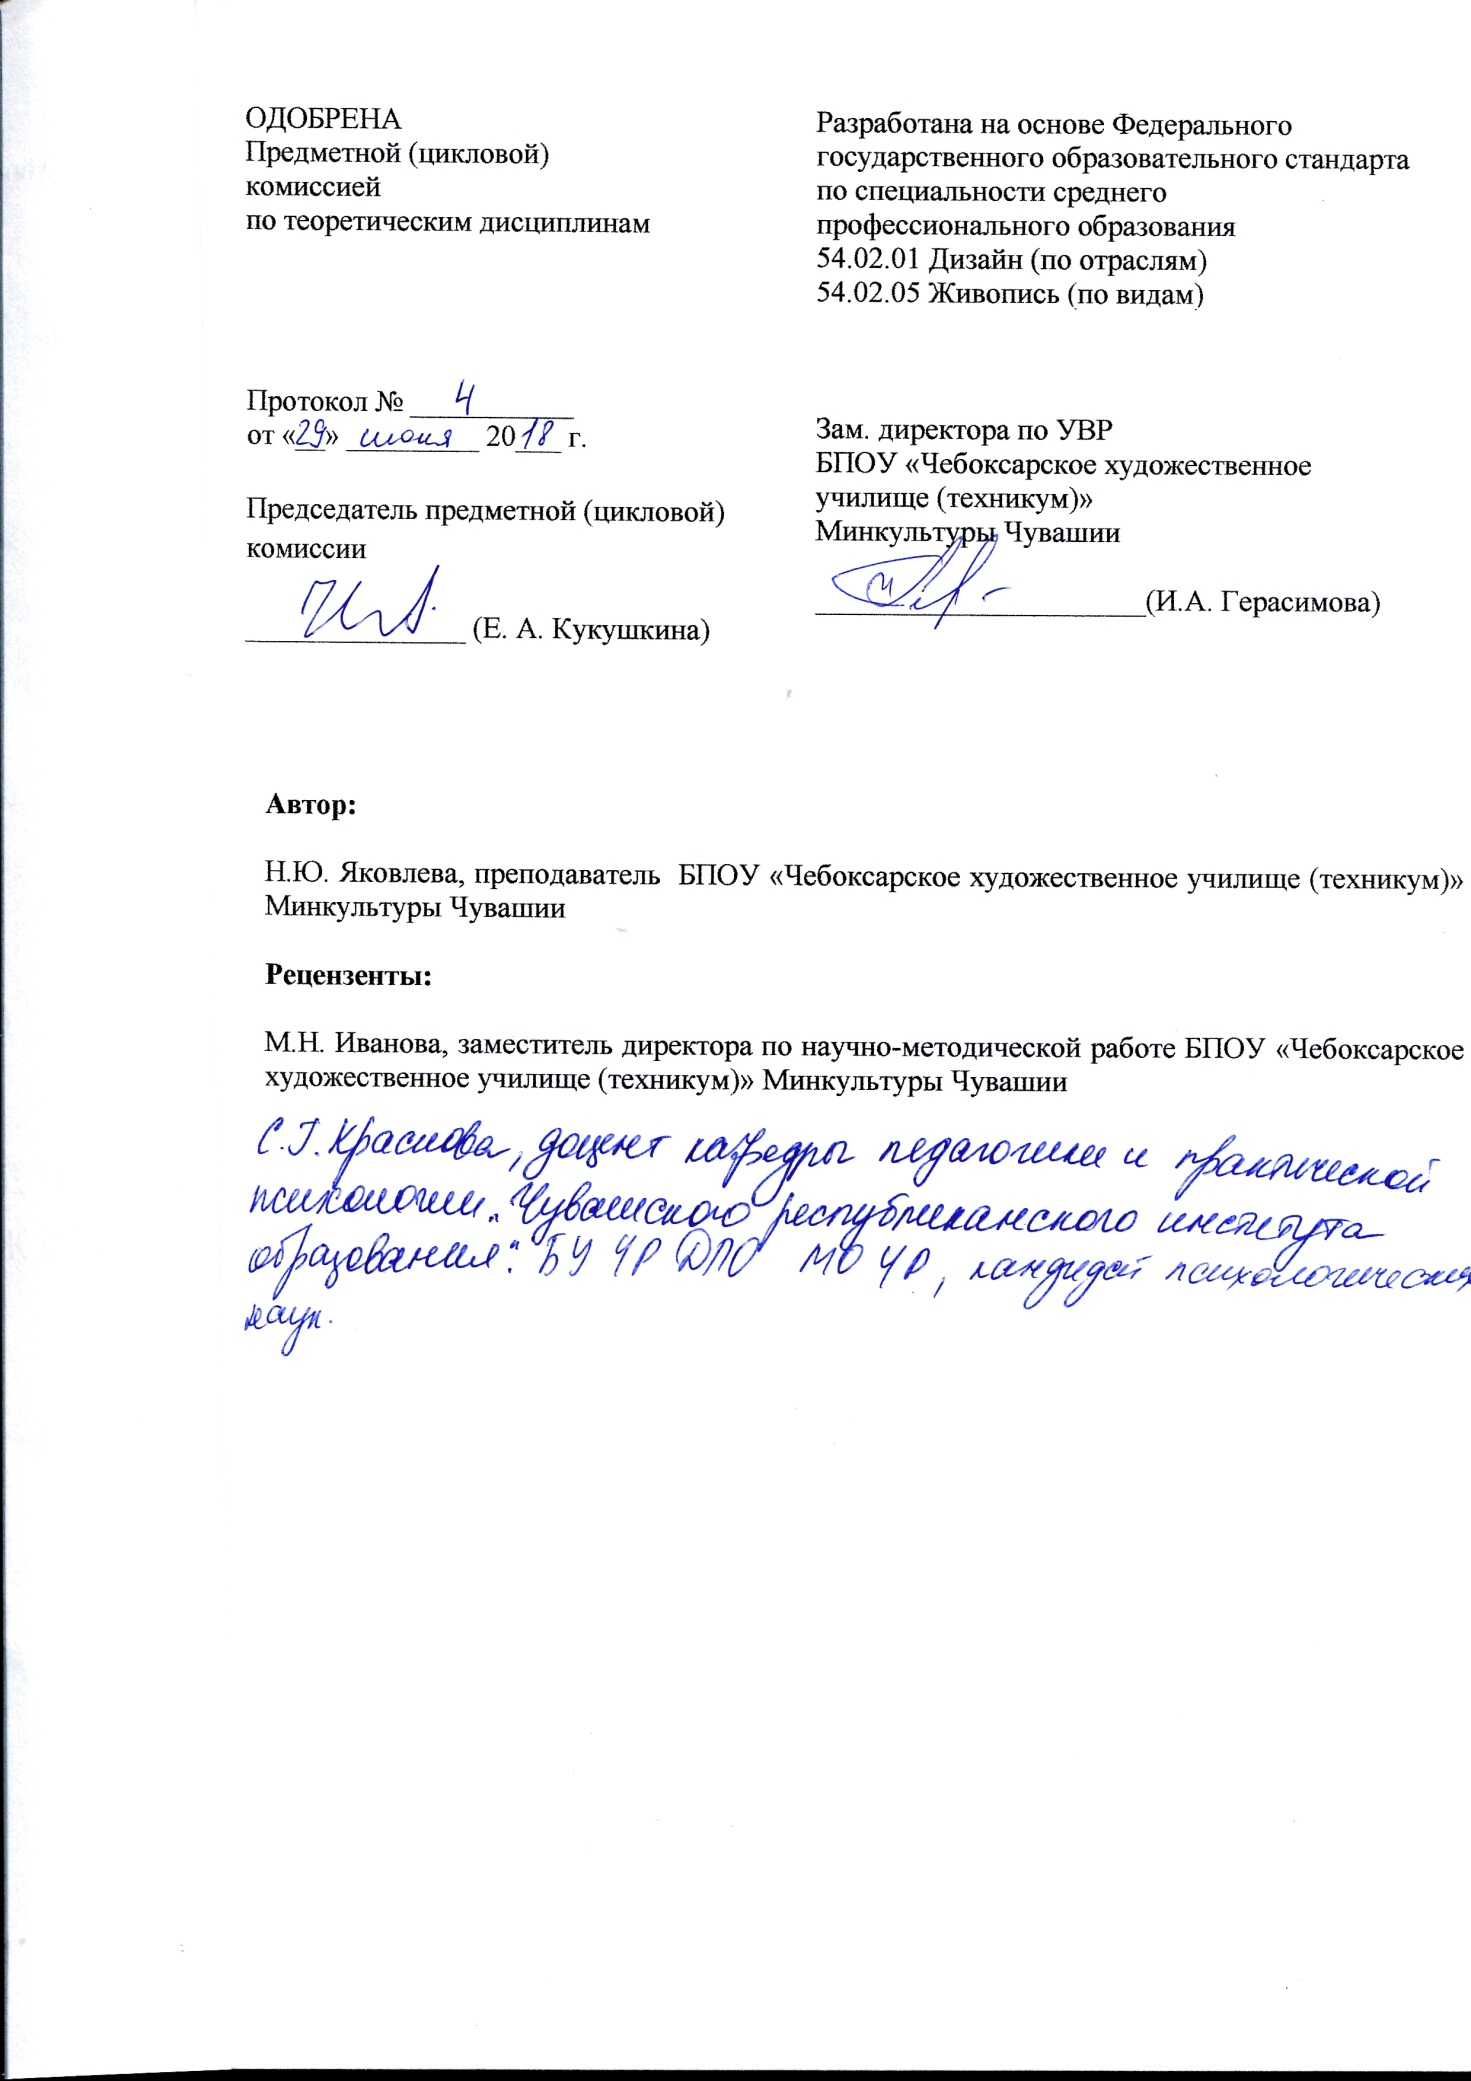 ОДОБРЕНА
Предметной (цикловой)
комиссией
по теоретическим дисциплинам
Протокол № 4
от «29» июня 2018 г.
Председатель предметной (цикловой)
комиссии
(Е. А. Кукушкина)
Разработана на основе Федерального
государственного образовательного стандарта
по специальности среднего
профессионального образования
54.02.01 Дизайн (по отраслям)
54.02.05 Живопись (по видам)
Зам. директора по УВР
БПОУ «Чебоксарское художественное
училище (техникум)»
Минкультуры Чувашии
(И.А. Герасимова)
Автор:
Н.Ю. Яковлева, преподаватель БПОУ «Чебоксарское художественное училище (техникум)»
Минкультуры Чувашии
Рецензенты:
М.Н. Иванова, заместитель директора по научно-методической работе БПОУ «Чебоксарское
художественное училище (техникум)» Минкультуры Чувашии
С.Г. Краснова, доцент кафедры педагогики и практической
психологии „Чувашского республиканского института
образования". БУ ЧР ДПО МО ЧР, кандидат психологических
наук.